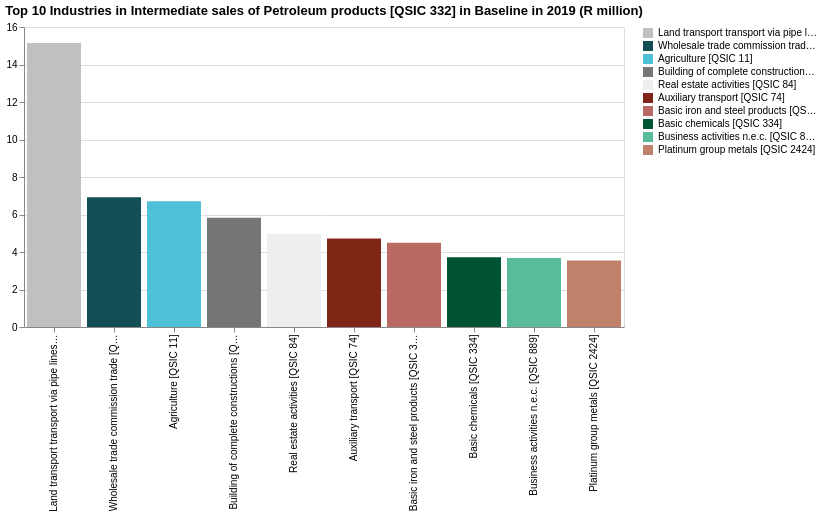 Top 10 Industries in Intermediate sales of Petroleum products [QSIC 332] in Baseline in 2019 (R million)
16
14
12
10
8
6
4
2
0
Land transport transport via pipe lines…
Wholesale trade commission trade [Q…
Agriculture [QSIC 11]
Building of complete constructions [Q…
Real estate activities [QSIC 84]
Auxiliary transport [QSIC 74]
Basic iron and steel products [QSIC 3…
Basic chemicals [QSIC 334]
Business activities n.e.c. [QSIC 889]
Platinum group metals [QSIC 2424]
Land transport transport via pipe l…
Wholesale trade commission trad…
Agriculture [QSIC 11]
Building of complete construction…
Real estate activities [QSIC 84]
Auxiliary transport [QSIC 74]
Basic iron and steel products [QS…
Basic chemicals [QSIC 334]
Business activities n.e.c. [QSIC 8…
Platinum group metals [QSIC 2424]